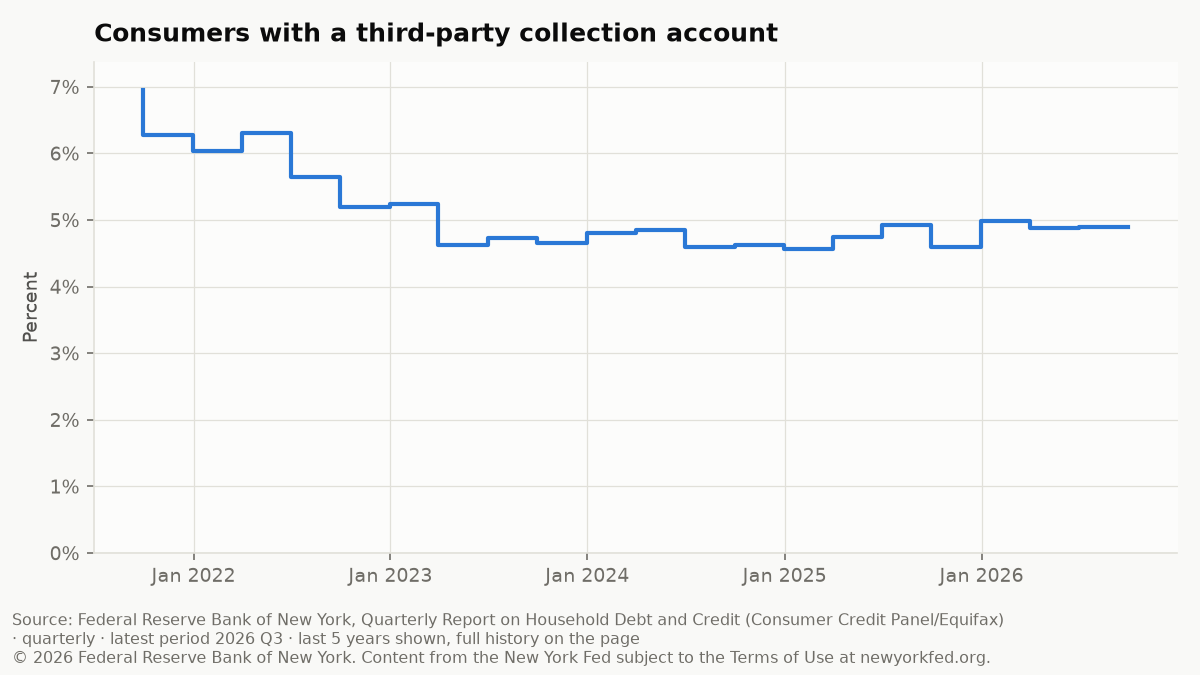 Consumers with a third-party collection account
7%
6%
5%
4%
3%
2%
1%
0%
Percent
Jan 2022
Jan 2023
Jan 2024
Jan 2025
Jan 2026
Source: Federal Reserve Bank of New York, Quarterly Report on Household Debt and Credit (Consumer Credit Panel/Equifax)
· quarterly · latest period 2026 Q3 · last 5 years shown, full history on the page
© 2026 Federal Reserve Bank of New York. Content from the New York Fed subject to the Terms of Use at newyorkfed.org.